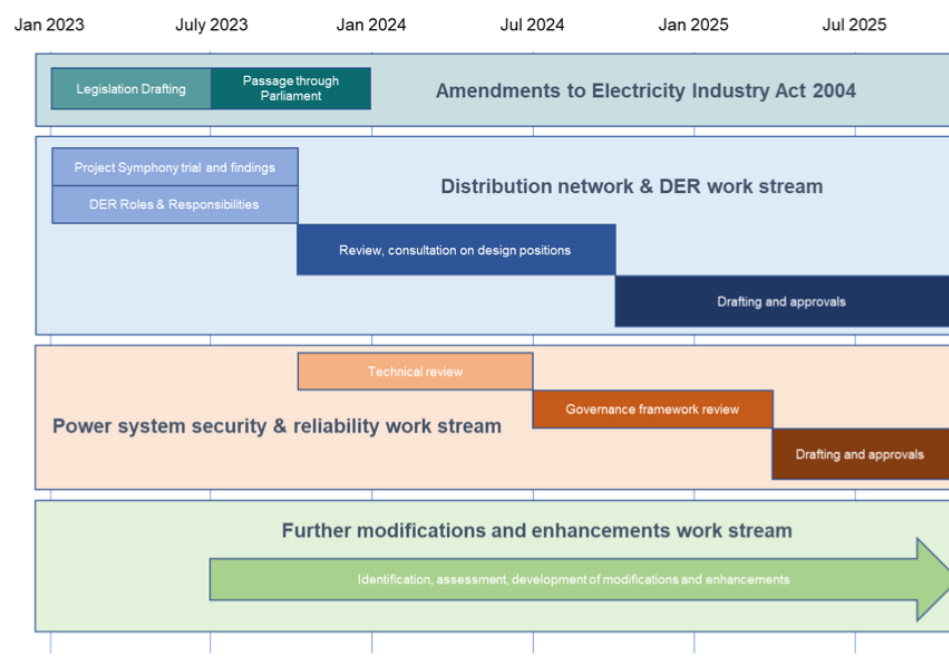 Jan 2023 July 2023 Jan 2024 Jul 2024 Jan 2025 Jul 2025
Legislation Drafting
Passage through
Parliament
Amendments to Electricity Industry Act 2004
Project Symphony trial and findings
DER Roles & Responsibilities
Distribution network & DER work stream
Review, consultation on design positions
Drafting and approvals
Technical review
Governance framework review
Power system security & reliability work stream
Drafting and approvals
Further modifications and enhancements work stream
Identification, assessment, development of modifications and enhancements